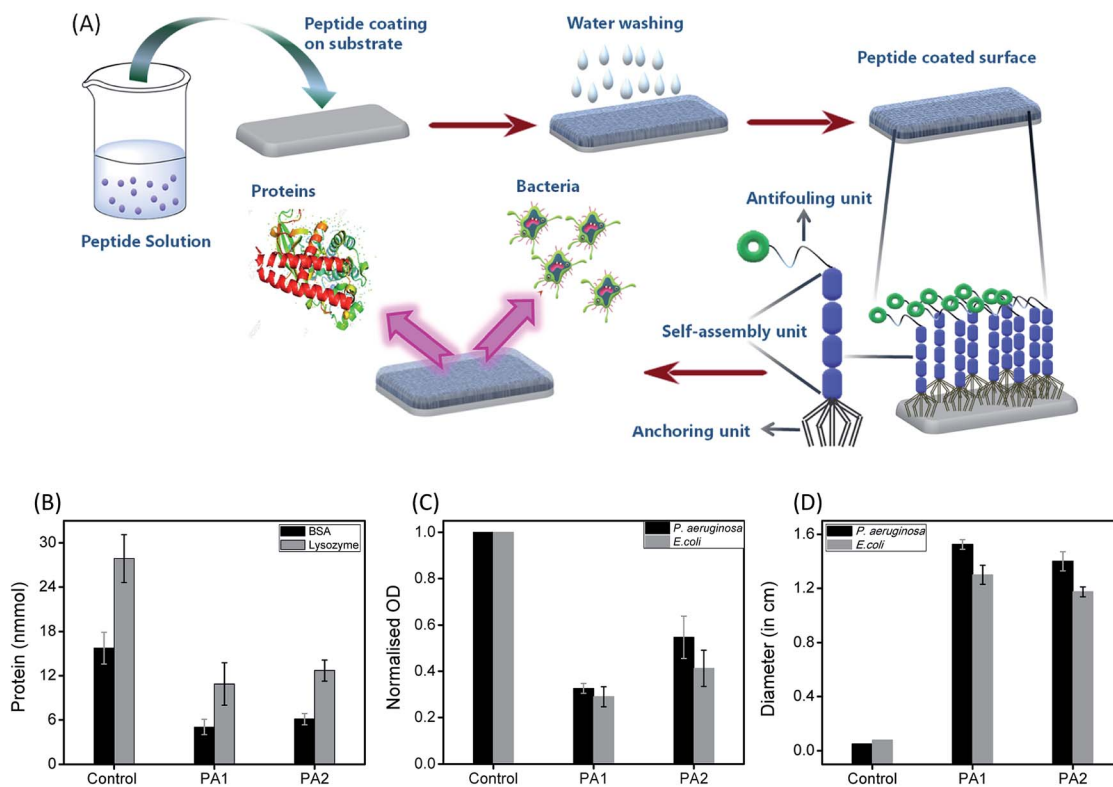 (A)
Peptide coating
on substrate
Water washing
Peptide coated surface
Peptide Solution
Proteins
Bacteria
Antifouling unit
Self-assembly unit
Anchoring unit
(B)
BSA
Lysozyme
Protein (nmmol)
30
24
18
12
6
0
Control
PA1
PA2
(C)
P. aeruginosa
E.coli
Normalised OD
1.0
0.8
0.6
0.4
0.2
0.0
Control
PA1
PA2
(D)
P. aeruginosa
E.coli
Diameter (in cm)
1.6
1.2
0.8
0.4
0.0
Control
PA1
PA2